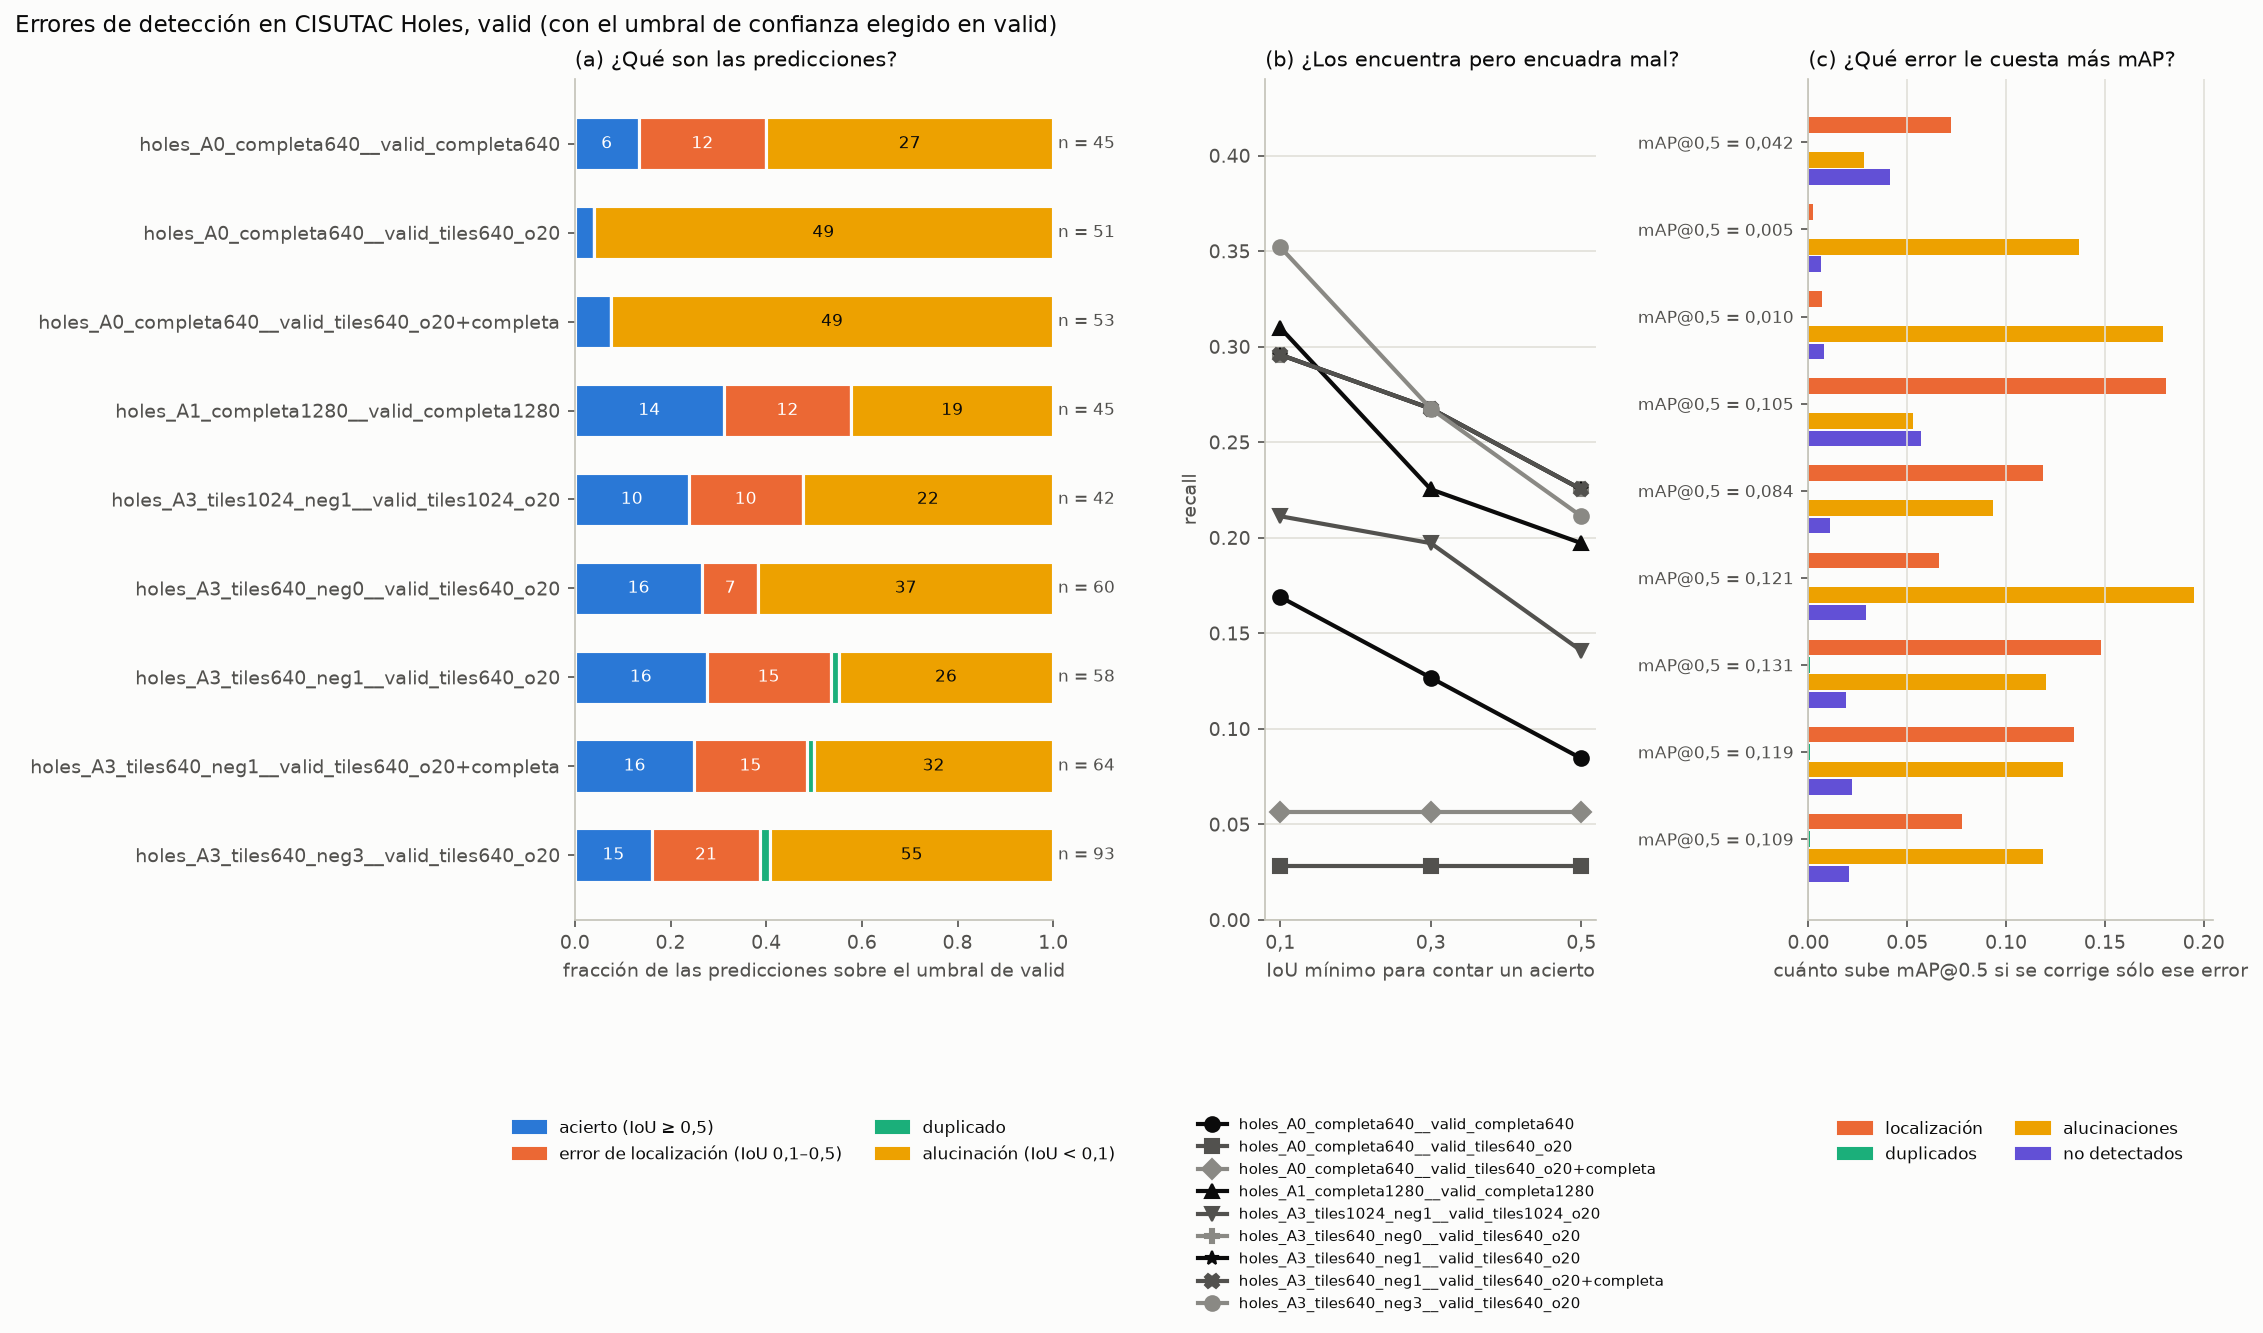 Errores de detección en CISUTAC Holes, valid (con el umbral de confianza elegido en valid)
(a) ¿Qué son las predicciones?
holes_A0_completa640__valid_completa640
6
12
27
n = 45
holes_A0_completa640__valid_tiles640_o20
49
n = 51
holes_A0_completa640__valid_tiles640_o20+completa
49
n = 53
holes_A1_completa1280__valid_completa1280
14
12
19
n = 45
holes_A3_tiles1024_neg1__valid_tiles1024_o20
10
10
22
n = 42
holes_A3_tiles640_neg0__valid_tiles640_o20
16
7
37
n = 60
holes_A3_tiles640_neg1__valid_tiles640_o20
16
15
26
n = 58
holes_A3_tiles640_neg1__valid_tiles640_o20+completa
16
15
32
n = 64
holes_A3_tiles640_neg3__valid_tiles640_o20
15
21
55
n = 93
0.0 0.2 0.4 0.6 0.8 1.0
fracción de las predicciones sobre el umbral de valid
acierto (IoU ≥ 0,5)
error de localización (IoU 0,1–0,5)
duplicado
alucinación (IoU < 0,1)
(b) ¿Los encuentra pero encuadra mal?
recall
0.40
0.35
0.30
0.25
0.20
0.15
0.10
0.05
0.00
0,1 0,3 0,5
IoU mínimo para contar un acierto
holes_A0_completa640__valid_completa640
holes_A0_completa640__valid_tiles640_o20
holes_A0_completa640__valid_tiles640_o20+completa
holes_A1_completa1280__valid_completa1280
holes_A3_tiles1024_neg1__valid_tiles1024_o20
holes_A3_tiles640_neg0__valid_tiles640_o20
holes_A3_tiles640_neg1__valid_tiles640_o20
holes_A3_tiles640_neg1__valid_tiles640_o20+completa
holes_A3_tiles640_neg3__valid_tiles640_o20
(c) ¿Qué error le cuesta más mAP?
mAP@0,5 = 0,042
mAP@0,5 = 0,005
mAP@0,5 = 0,010
mAP@0,5 = 0,105
mAP@0,5 = 0,084
mAP@0,5 = 0,121
mAP@0,5 = 0,131
mAP@0,5 = 0,119
mAP@0,5 = 0,109
0.00 0.05 0.10 0.15 0.20
cuánto sube mAP@0.5 si se corrige sólo ese error
localización
duplicados
alucinaciones
no detectados